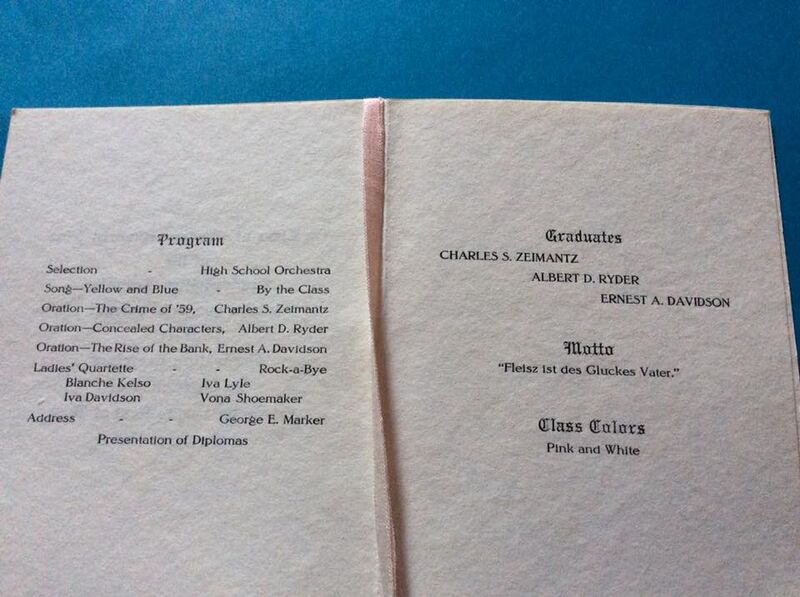 Program
Selection - High School Orchestra
Song—Yellow and Blue - By the Class
Oration—The Crime of '59, Charles S. Zeimantz
Oration—Concealed Characters, Albert D. Ryder
Oration—The Rise of the Bank, Ernest A. Davidson
Ladies' Quartette - - Rock-a-Bye
Blanche Kelso Iva Lyle
Iva Davidson Vona Shoemaker
Address - - George E. Marker
Presentation of Diplomas
Graduates
CHARLES S. ZEIMANTZ
ALBERT D. RYDER
ERNEST A. DAVIDSON
Motto
"Fleisz ist des Gluckes Vater."
Class Colors
Pink and White